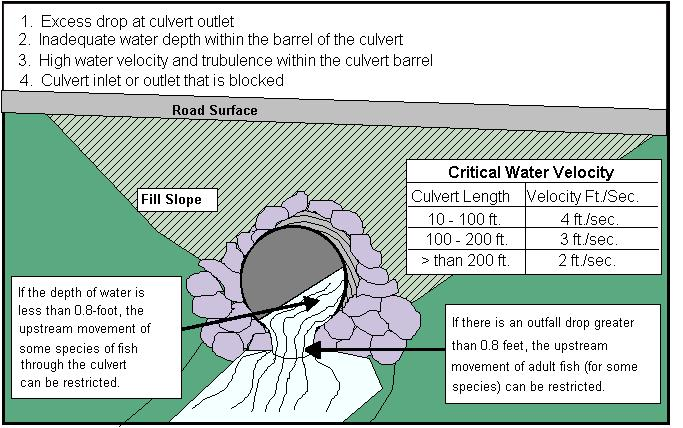 1. Excess drop at culvert outlet
2. Inadequate water depth within the barrel of the culvert
3. High water velocity and trubulence within the culvert barrel
4. Culvert inlet or outlet that is blocked
Road Surface
Fill Slope
Critical Water Velocity
Culvert Length Velocity Ft./Sec.
10 - 100 ft. 4 ft./sec.
100 - 200 ft. 3 ft./sec.
> than 200 ft. 2 ft./sec.
If the depth of water is
less than 0.8-foot, the
upstream movement of
some species of fish
through the culvert
can be restricted.
If there is an outfall drop greater
than 0.8 feet, the upstream
movement of adult fish (for some
species) can be restricted.